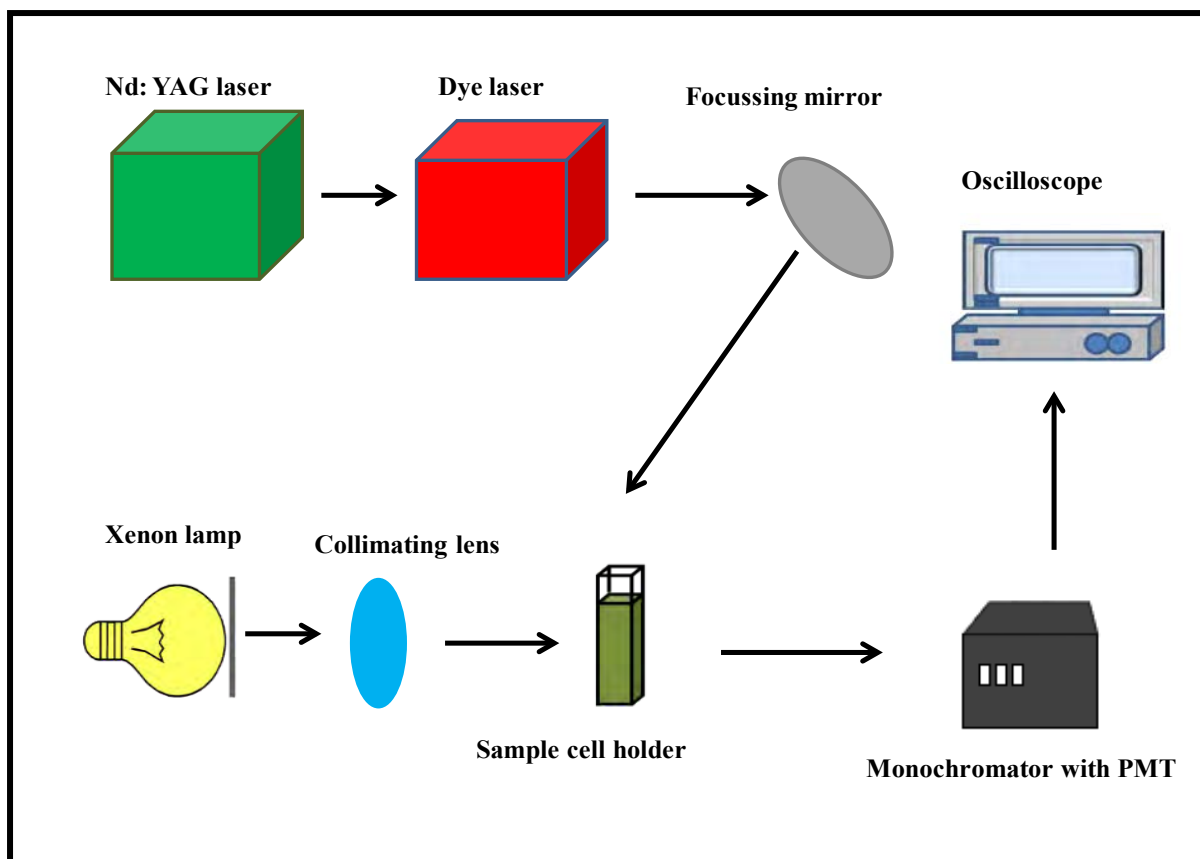 Nd: YAG laser
Dye laser
Focussing mirror
Oscilloscope
Xenon lamp
Collimating lens
Sample cell holder
Monochromator with PMT